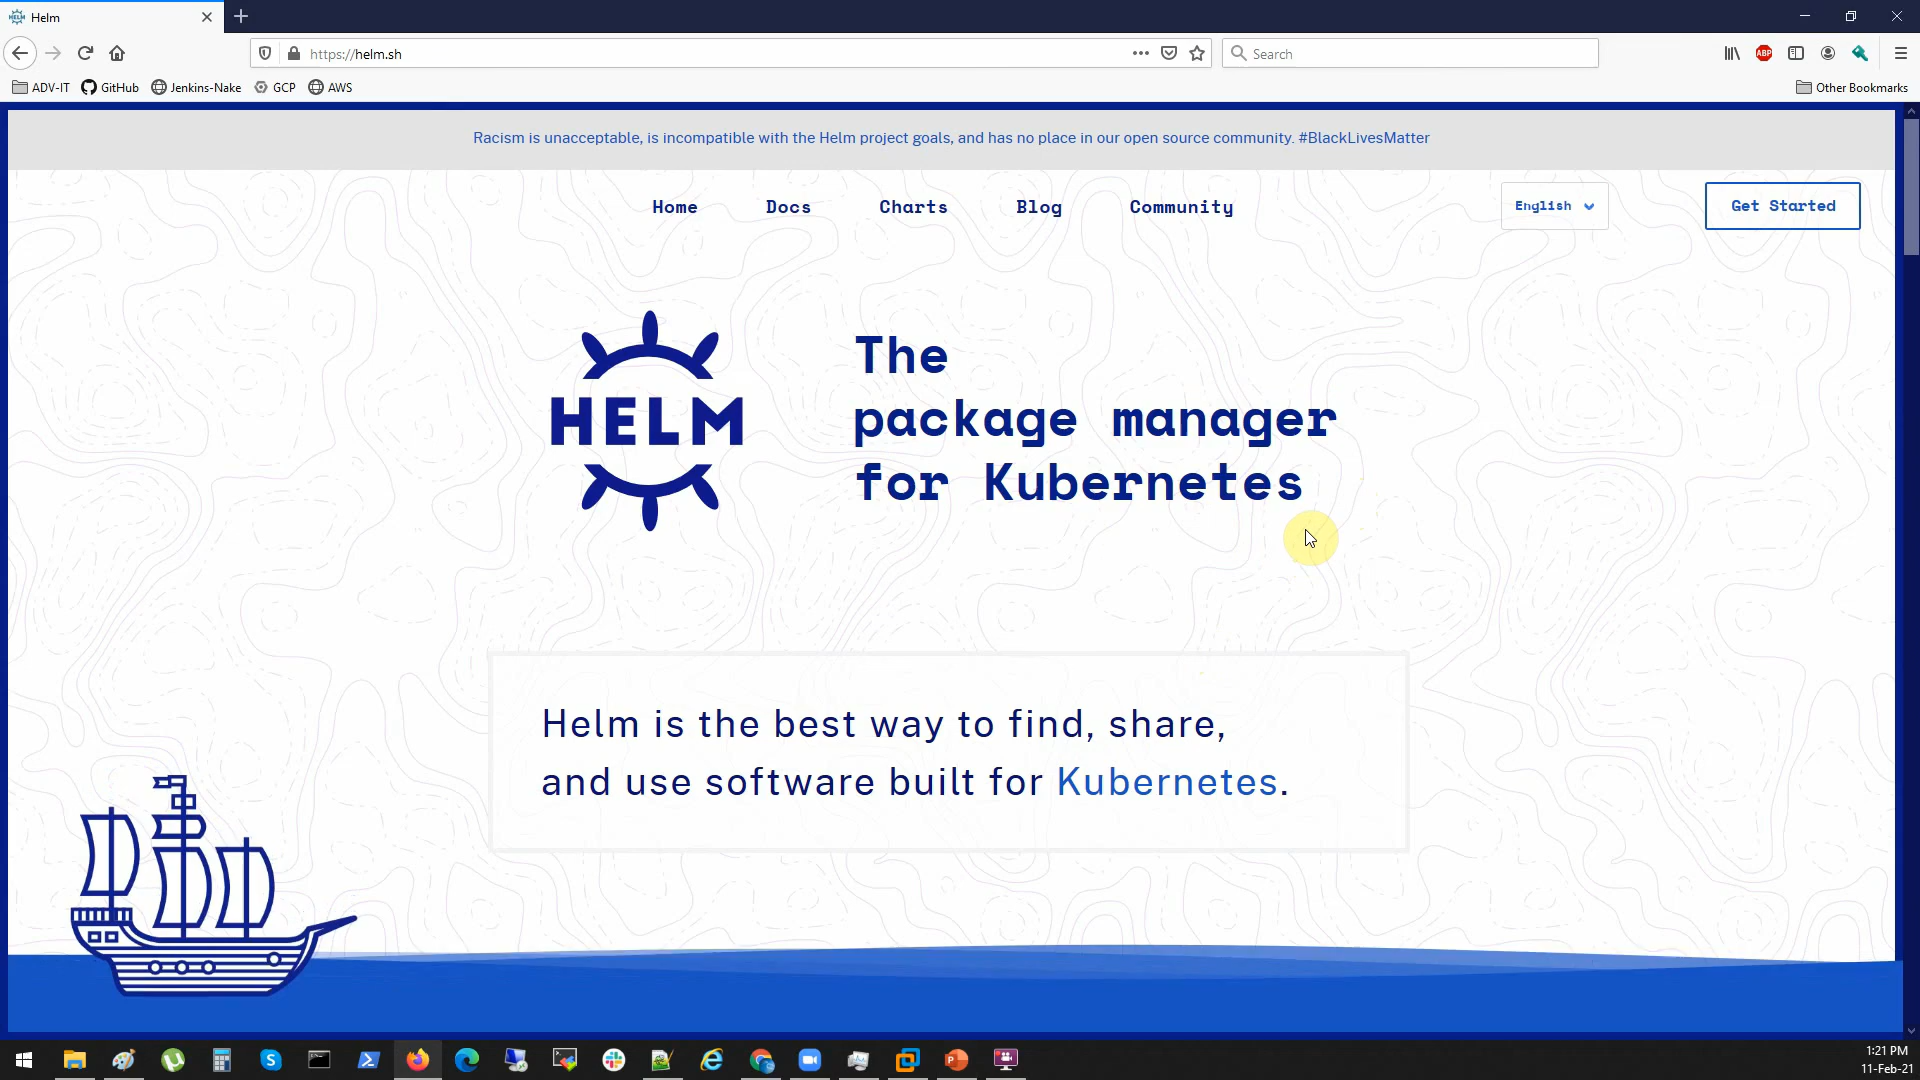 Helm
https://helm.sh
Search
ABP
ADV-IT
GitHub
Jenkins-Nake
GCP
AWS
Other Bookmarks
Racism is unacceptable, is incompatible with the Helm project goals, and has no place in our open source community. #BlackLivesMatter
Home
Docs
Charts
Blog
Community
English
Get Started
HELM
The
package manager
for Kubernetes
Helm is the best way to find, share,
and use software built for Kubernetes.
1:21 PM
11-Feb-21